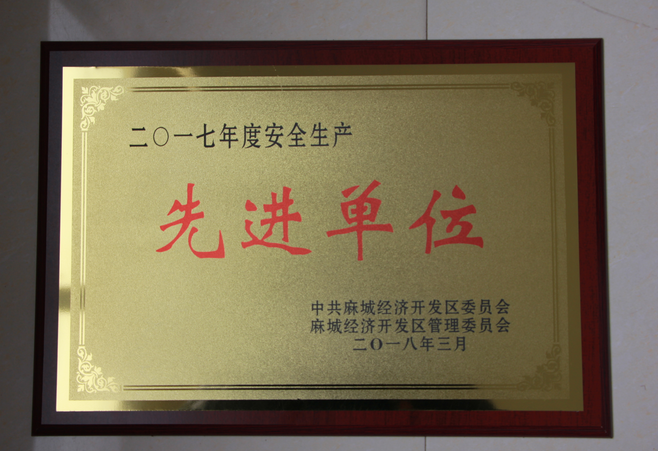 二〇一七年度安全生产
先进单位
中共麻城经济开发区委员会
麻城经济开发区管理委员会
二〇一八年三月